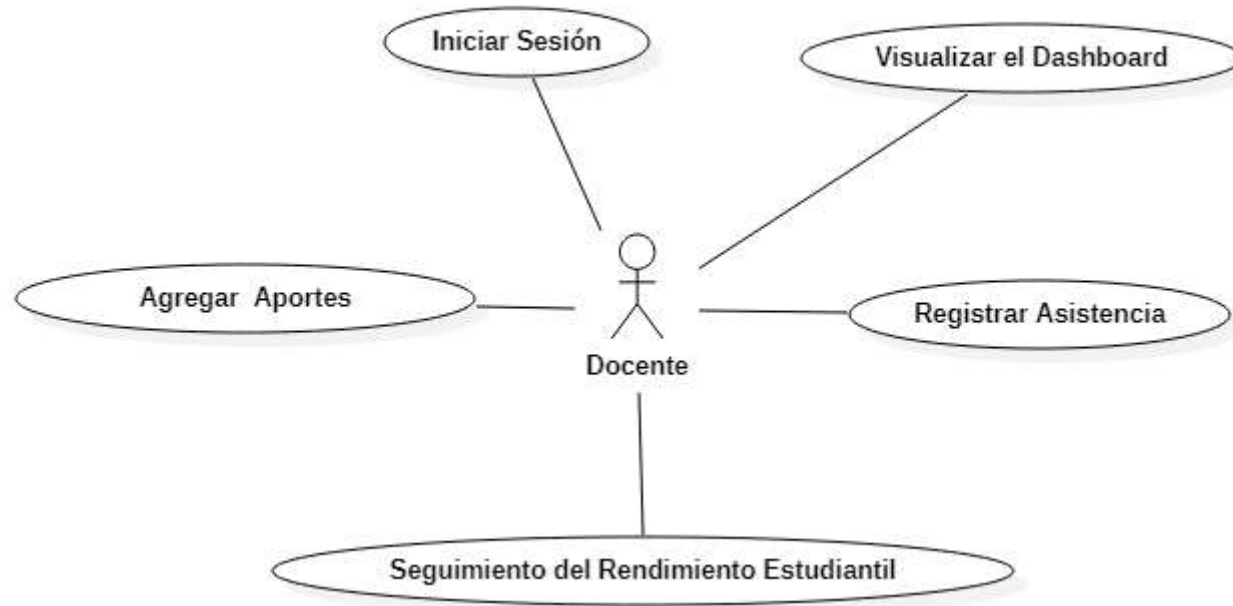 Iniciar Sesión
Visualizar el Dashboard
Agregar  Aportes
Registrar Asistencia
Docente
Seguimiento del Rendimiento Estudiantil